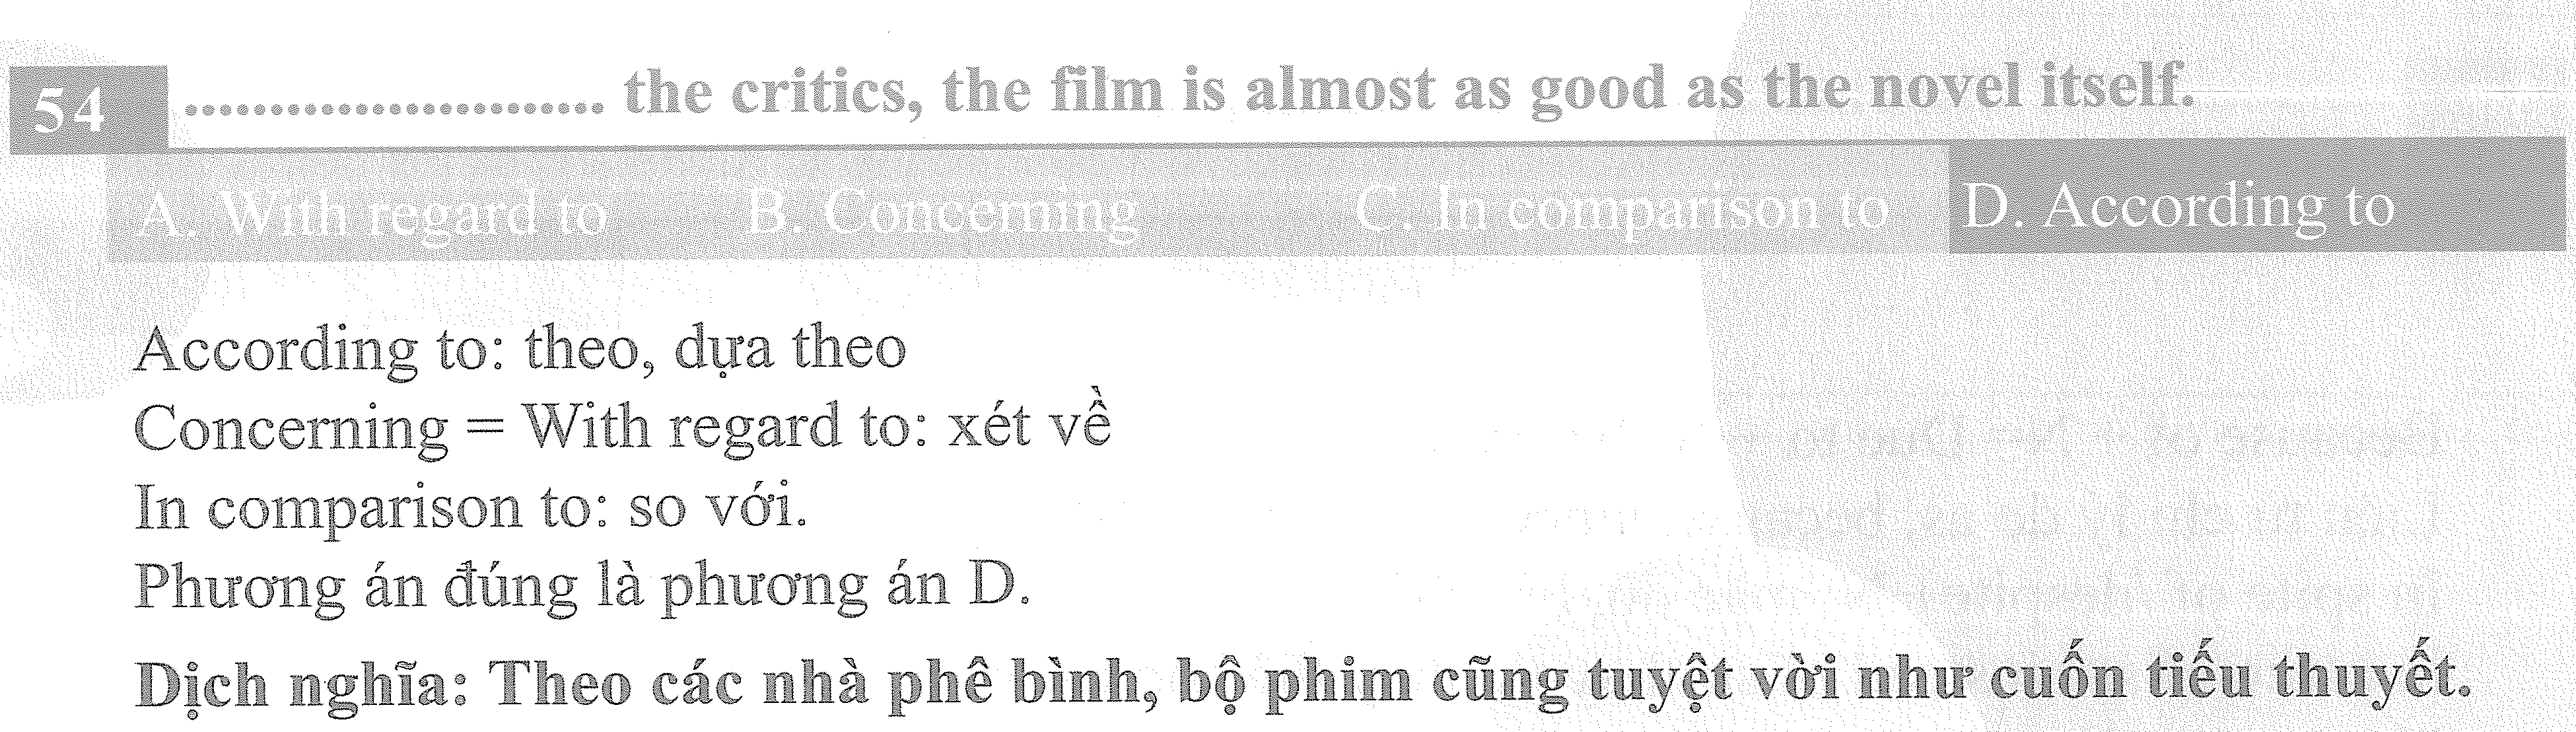 54 ........................ the critics, the film is almost as good as the novel itself.
A. With regard to B. Concerning C. In comparison to D. According to
According to: theo, dựa theo
Concerning = With regard to: xét về
In comparison to: so với.
Phương án đúng là phương án D.
Dịch nghĩa: Theo các nhà phê bình, bộ phim cũng tuyệt vời như cuốn tiếu thuyết.